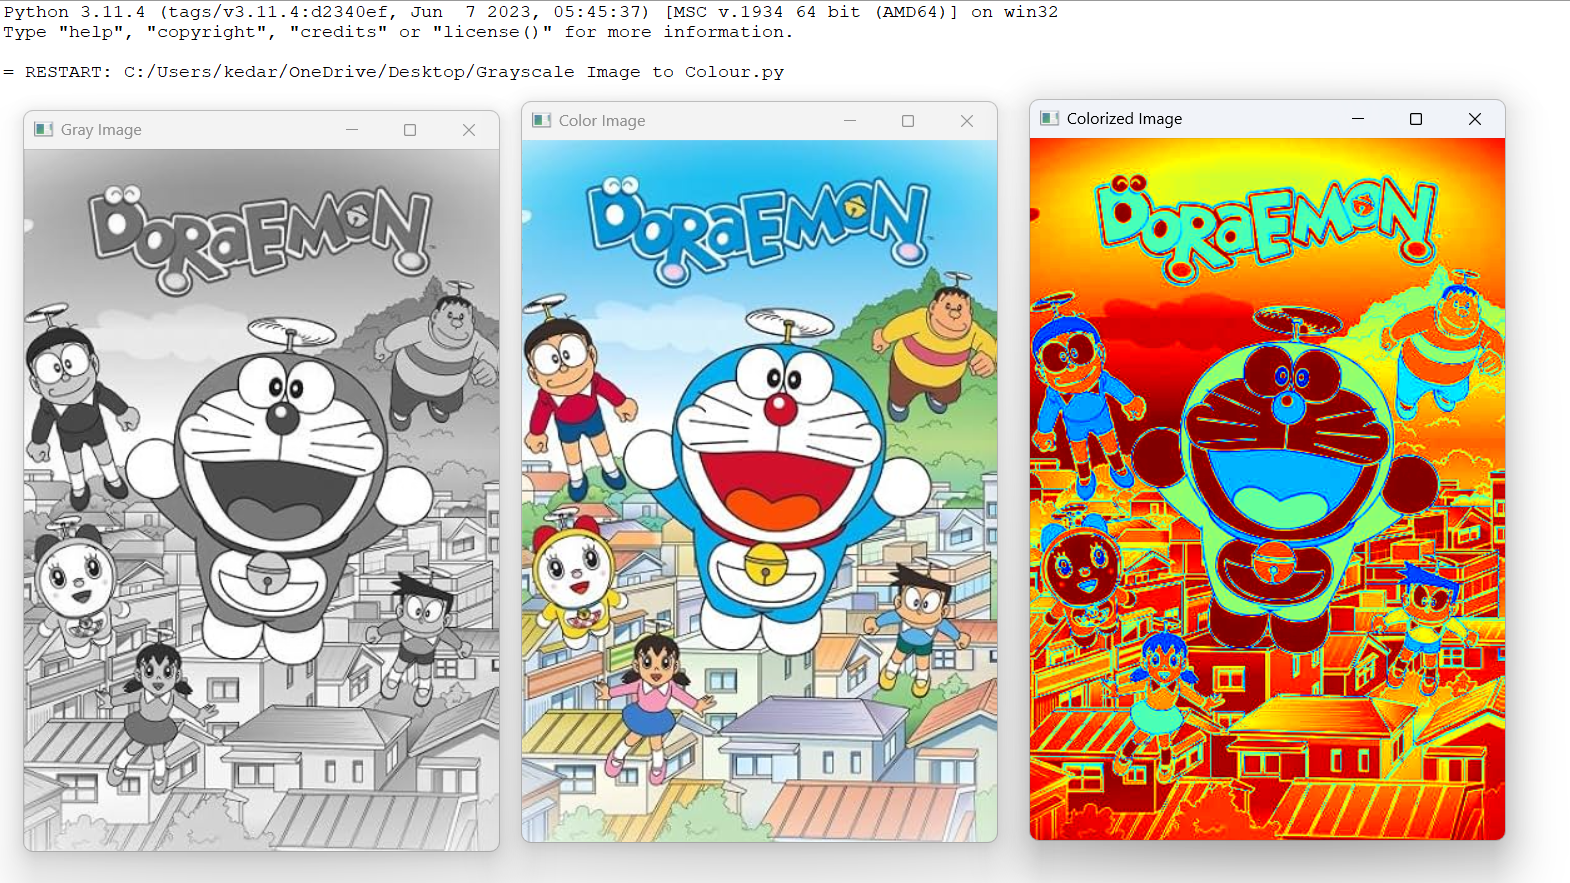 Python 3.11.4 (tags/v3.11.4:d2340ef, Jun  7 2023, 05:45:37) [MSC v.1934 64 bit (AMD64)] on win32
Type "help", "copyright", "credits" or "license()" for more information.
= RESTART: C:/Users/kedar/OneDrive/Desktop/Grayscale Image to Colour.py
Gray Image
Color Image
Colorized Image
DORAEMON
DORAEMON
DORAEMON